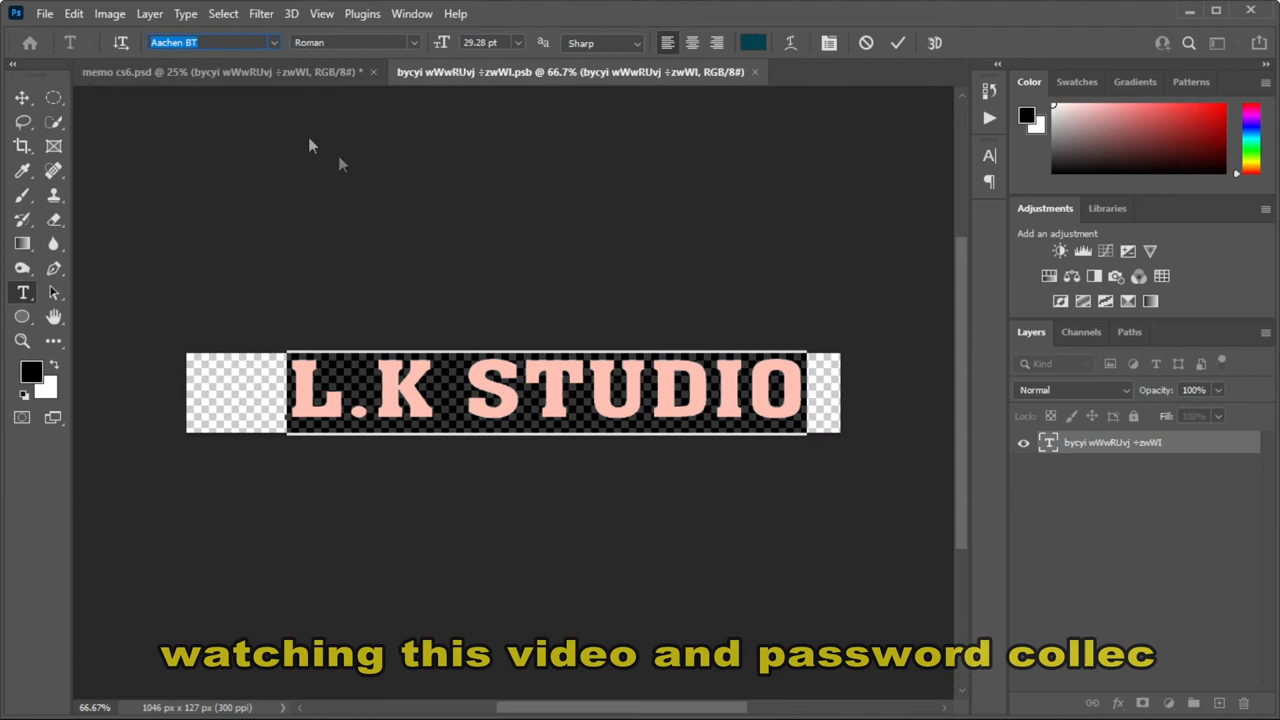 Ps File Edit Image Layer Type Select Filter 3D View Plugins Window Help
Aachen BT Roman 29.28 pt Sharp 3D
memo cs6.psd @ 25% (bycyi wWwRUvj ÷zwWI, RGB/8#) * × bycyi wWwRUvj ÷zwWI.psb @ 66.7% (bycyi wWwRUvj ÷zwWI, RGB/8#) ×
Color Swatches Gradients Patterns
Adjustments Libraries
Add an adjustment
Layers Channels Paths
Kind
Normal Opacity: 100%
Lock: Fill: 100%
bycyi wWwRUvj ÷zwWI
L.K STUDIO
watching this video and password collec
66.67% 1046 px x 127 px (300 ppi)